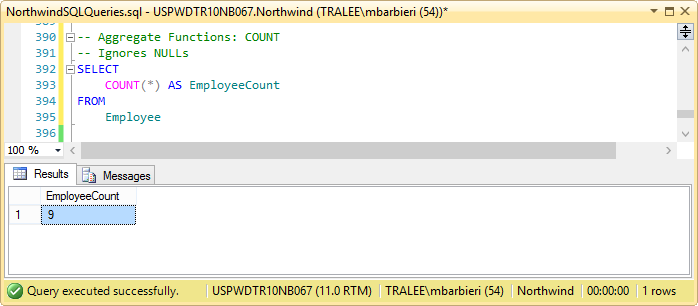 NorthwindSQLQueries.sql - USPWDTR10NB067.Northwind (TRALEE\mbarbieri (54))*
390 -- Aggregate Functions: COUNT
391 -- Ignores NULLs
392 SELECT
393 COUNT(*) AS EmployeeCount
394 FROM
395 Employee
396
100 %
Results Messages
EmployeeCount
1 9
Query executed successfully. USPWDTR10NB067 (11.0 RTM) TRALEE\mbarbieri (54) Northwind 00:00:00 1 rows